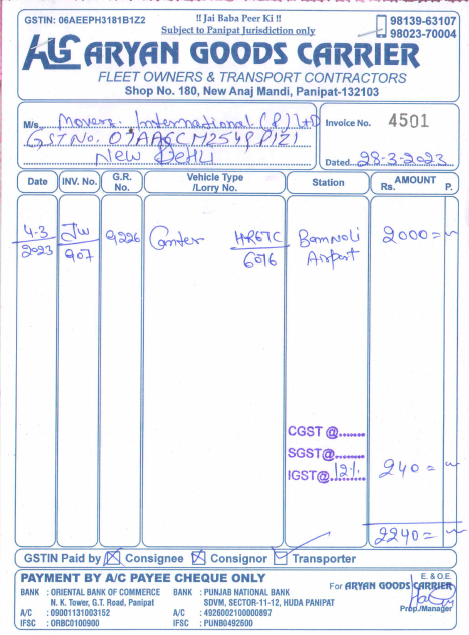 GSTIN: 06AEEPH3181B1Z2
!! Jai Baba Peer Ki !!
Subject to Panipat Jurisdiction only
98139-63107
98023-70004
AGC ARYAN GOODS CARRIER
FLEET OWNERS & TRANSPORT CONTRACTORS
Shop No. 180, New Anaj Mandi, Panipat-132103
M/s. Movers International (P) Ltd
GST No. 07AAGCM2549P1Z1
New Delhi
Invoice No. 4501
Dated 28-3-2023
Date INV. No. G.R. No. Vehicle Type /Lorry No. Station AMOUNT Rs. P.
4-3 2023 JW 907 9226 Canter HR67C 6076 Bamnoli Airport 2000=
CGST @........
SGST@........
IGST@ 12% 240=
2240=
GSTIN Paid by Consignee Consignor Transporter
PAYMENT BY A/C PAYEE CHEQUE ONLY
BANK : ORIENTAL BANK OF COMMERCE
N. K. Tower, G.T. Road, Panipat
A/C : 09001131003152
IFSC : ORBC0100900
BANK : PUNJAB NATIONAL BANK
SDVM, SECTOR-11-12, HUDA PANIPAT
A/C : 4926002100000897
IFSC : PUNB0492600
E. & O.E.
For ARYAN GOODS CARRIER
Prop./Manager